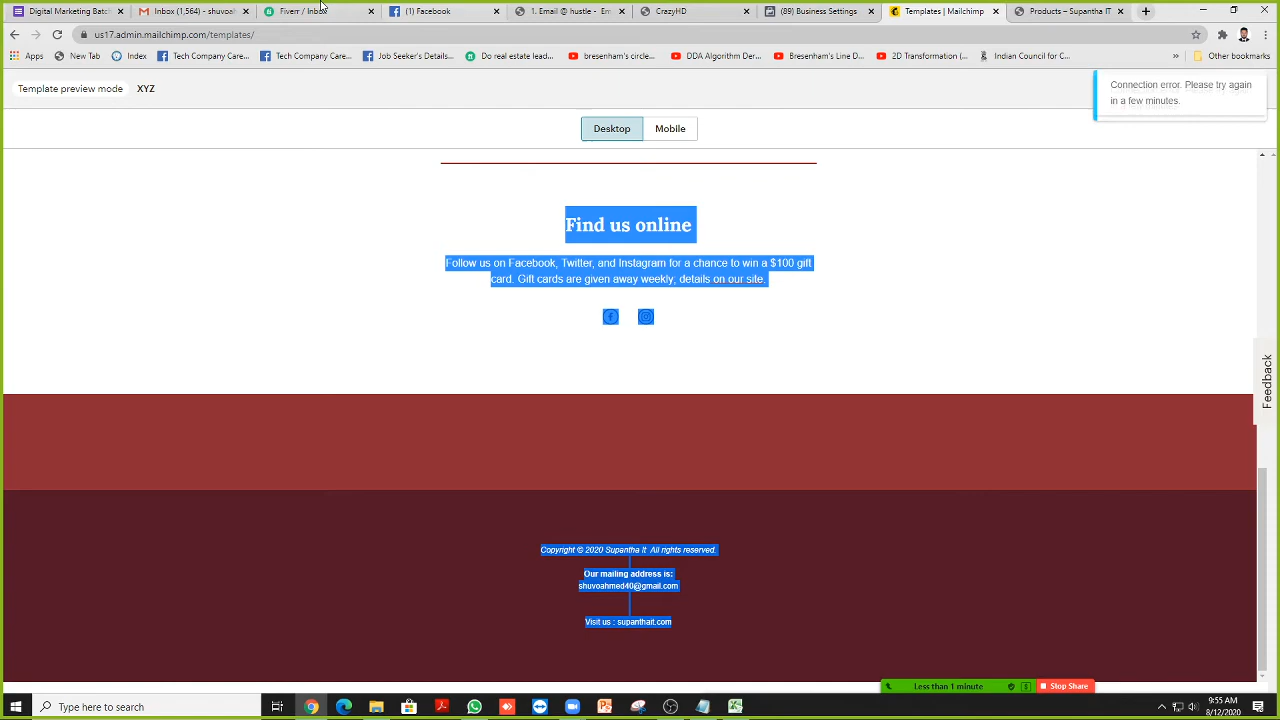 Digital Marketing Batch
Inbox (1,564) - shuvoah
Fiverr / Inbox
(1) Facebook
1. Email @ hustle - Em
CrazyHD
(89) Business Settings
Templates | Mailchimp
Products – Supantha IT
us17.admin.mailchimp.com/templates/
Apps
New Tab
Index
Tech Company Care...
Tech Company Care...
Job Seeker's Details...
Do real estate lead...
bresenham's circle...
DDA Algorithm Gra...
Bresenham's Line D...
2D Transformation (...
Indian Council for C...
»
Other bookmarks
Template preview mode
XYZ
Connection error. Please try again
in a few minutes.
Desktop
Mobile
Find us online
Follow us on Facebook, Twitter, and Instagram for a chance to win a $100 gift
card. Gift cards are given away weekly; details on our site.
Feedback
Copyright © 2020 Supantha It All rights reserved.
Our mailing address is:
shuvoahmed40@gmail.com
Visit us : supanthait.com
Less than 1 minute
Stop Share
Type here to search
9:55 AM
8/12/2020